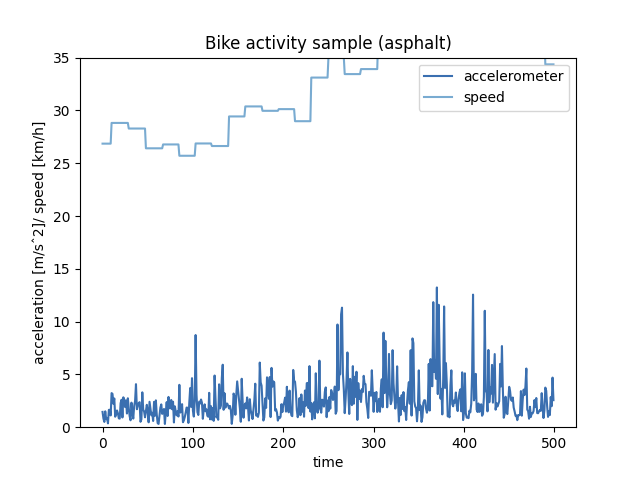 Bike activity sample (asphalt)
accelerometer
speed
acceleration [m/sˆ2]/ speed [km/h]
35
30
25
20
15
10
5
0
0 100 200 300 400 500
time